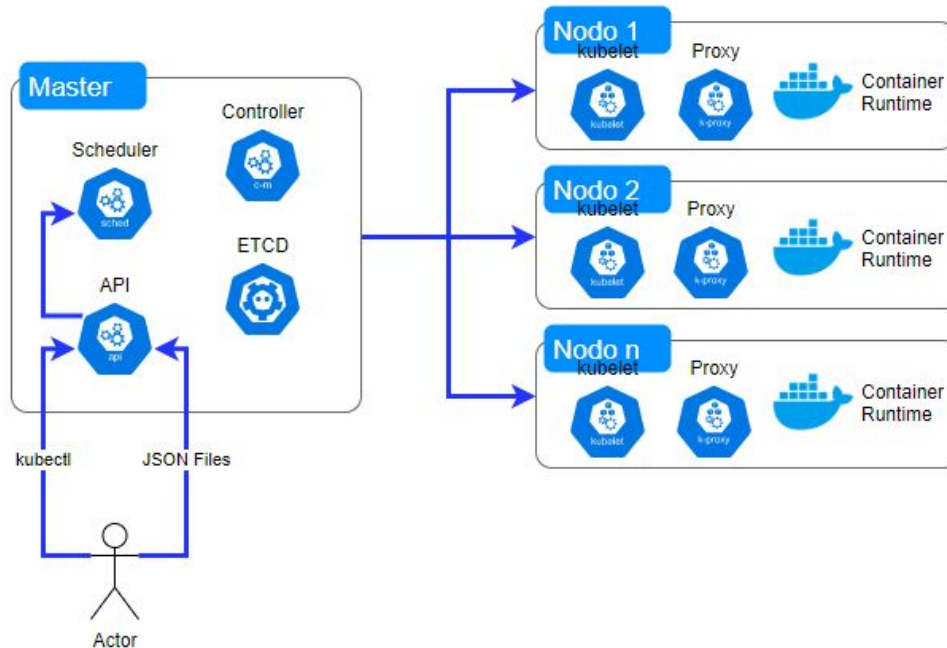 Master
Controller
c-m
Scheduler
sched
ETCD
API
api
kubectl
JSON Files
Actor
Nodo 1
kubelet
Proxy
kubelet
k-proxy
Container
Runtime
Nodo 2
kubelet
Proxy
kubelet
k-proxy
Container
Runtime
Nodo n
kubelet
Proxy
kubelet
k-proxy
Container
Runtime